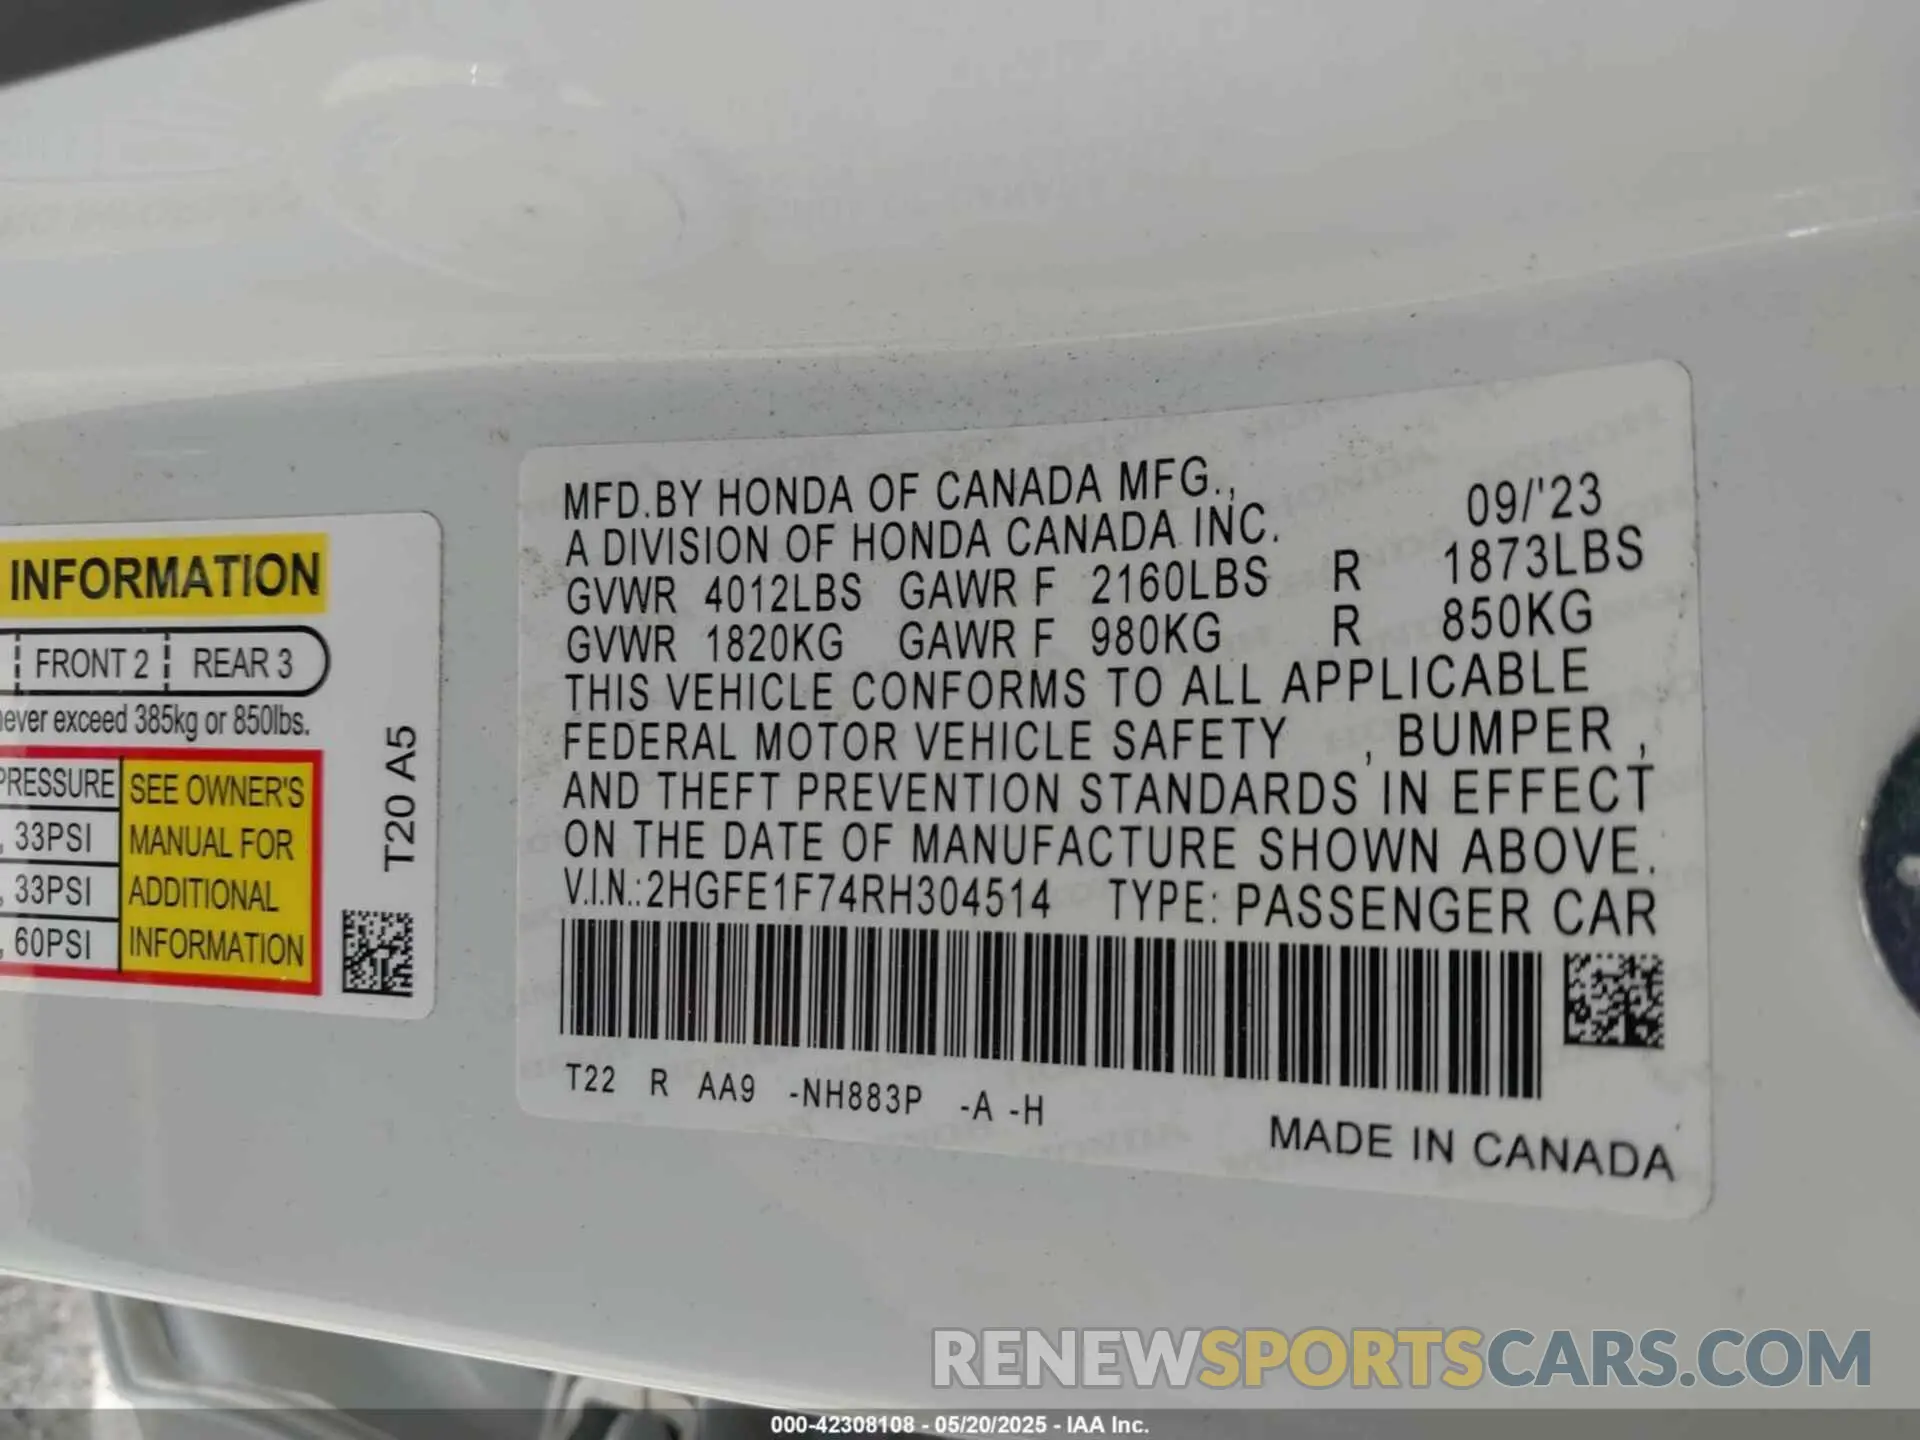 INFORMATION
FRONT 2 REAR 3
never exceed 385kg or 850lbs.
PRESSURE SEE OWNER'S
, 33PSI MANUAL FOR
, 33PSI ADDITIONAL
, 60PSI INFORMATION
T20 A5
MFD.BY HONDA OF CANADA MFG.,
A DIVISION OF HONDA CANADA INC. 09/'23
GVWR 4012LBS GAWR F 2160LBS R 1873LBS
GVWR 1820KG GAWR F 980KG R 850KG
THIS VEHICLE CONFORMS TO ALL APPLICABLE
FEDERAL MOTOR VEHICLE SAFETY , BUMPER ,
AND THEFT PREVENTION STANDARDS IN EFFECT
ON THE DATE OF MANUFACTURE SHOWN ABOVE.
V.I.N.:2HGFE1F74RH304514 TYPE: PASSENGER CAR
T22 R AA9 -NH883P -A -H
MADE IN CANADA
RENEWSPORTSCARS.COM
000-42308108 - 05/20/2025 - IAA Inc.